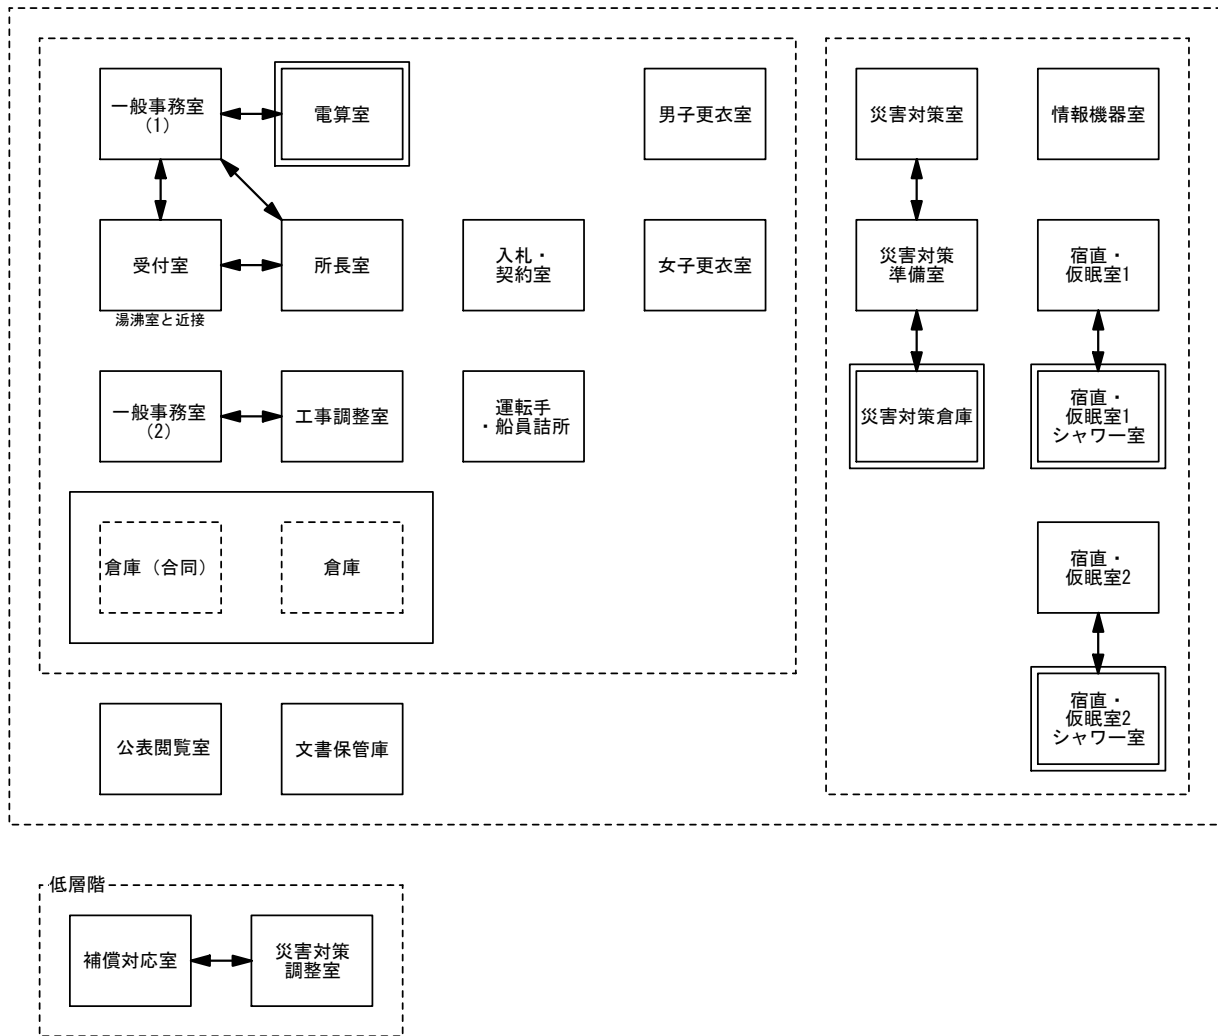 一般事務室
(1)
電算室
男子更衣室
災害対策室
情報機器室
受付室
湯沸室と近接
所長室
入札・
契約室
女子更衣室
災害対策
準備室
宿直・
仮眠室1
一般事務室
(2)
工事調整室
運転手
・船員詰所
災害対策倉庫
宿直・
仮眠室1
シャワー室
倉庫（合同）
倉庫
宿直・
仮眠室2
公表閲覧室
文書保管庫
宿直・
仮眠室2
シャワー室
低層階
補償対応室
災害対策
調整室